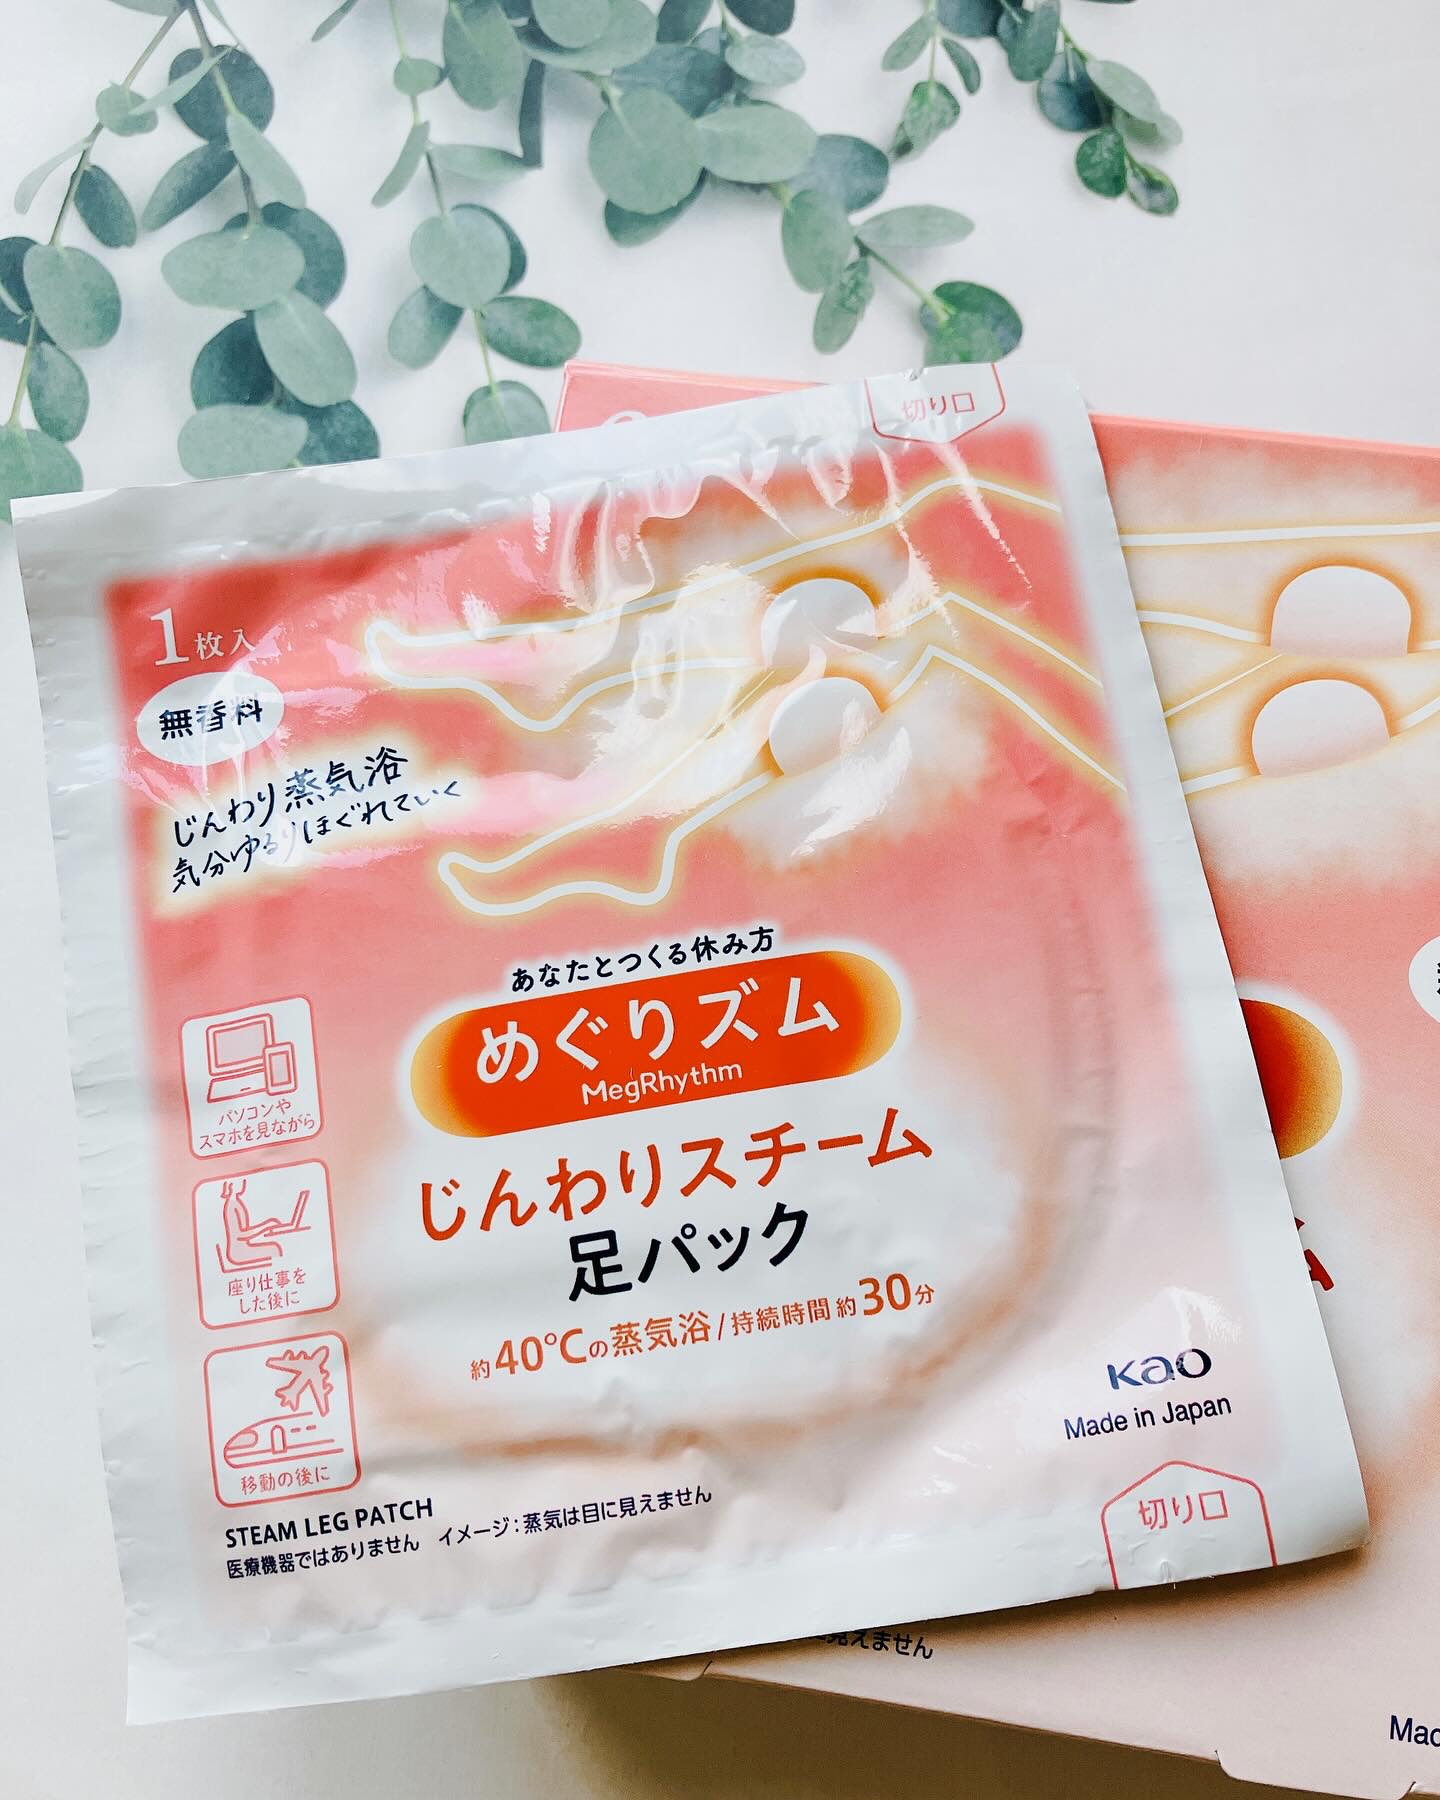 切り口
1枚入
無香料
じんわり蒸気浴
気分ゆるりほぐれていく
あなたとつくる休み方
めぐりズム
MegRhythm
じんわりスチーム
足パック
約40℃の蒸気浴/持続時間 約30分
パソコンや
スマホを見ながら
座り仕事を
した後に
移動の後に
kao
Made in Japan
切り口
STEAM LEG PATCH
医療機器ではありません イメージ:蒸気は目に見えません
見えません